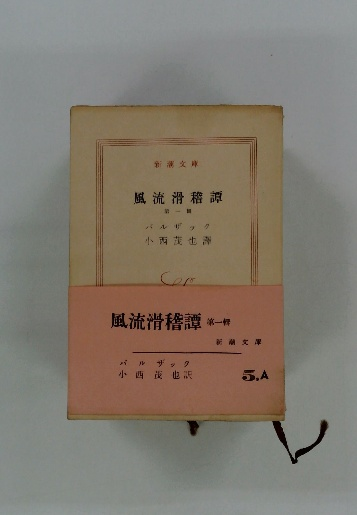 新潮文庫
風流滑稽譚
第一輯
バルザック
小西茂也譯
風流滑稽譚 第一輯
新潮文庫
バルザック
小西茂也訳
5.A